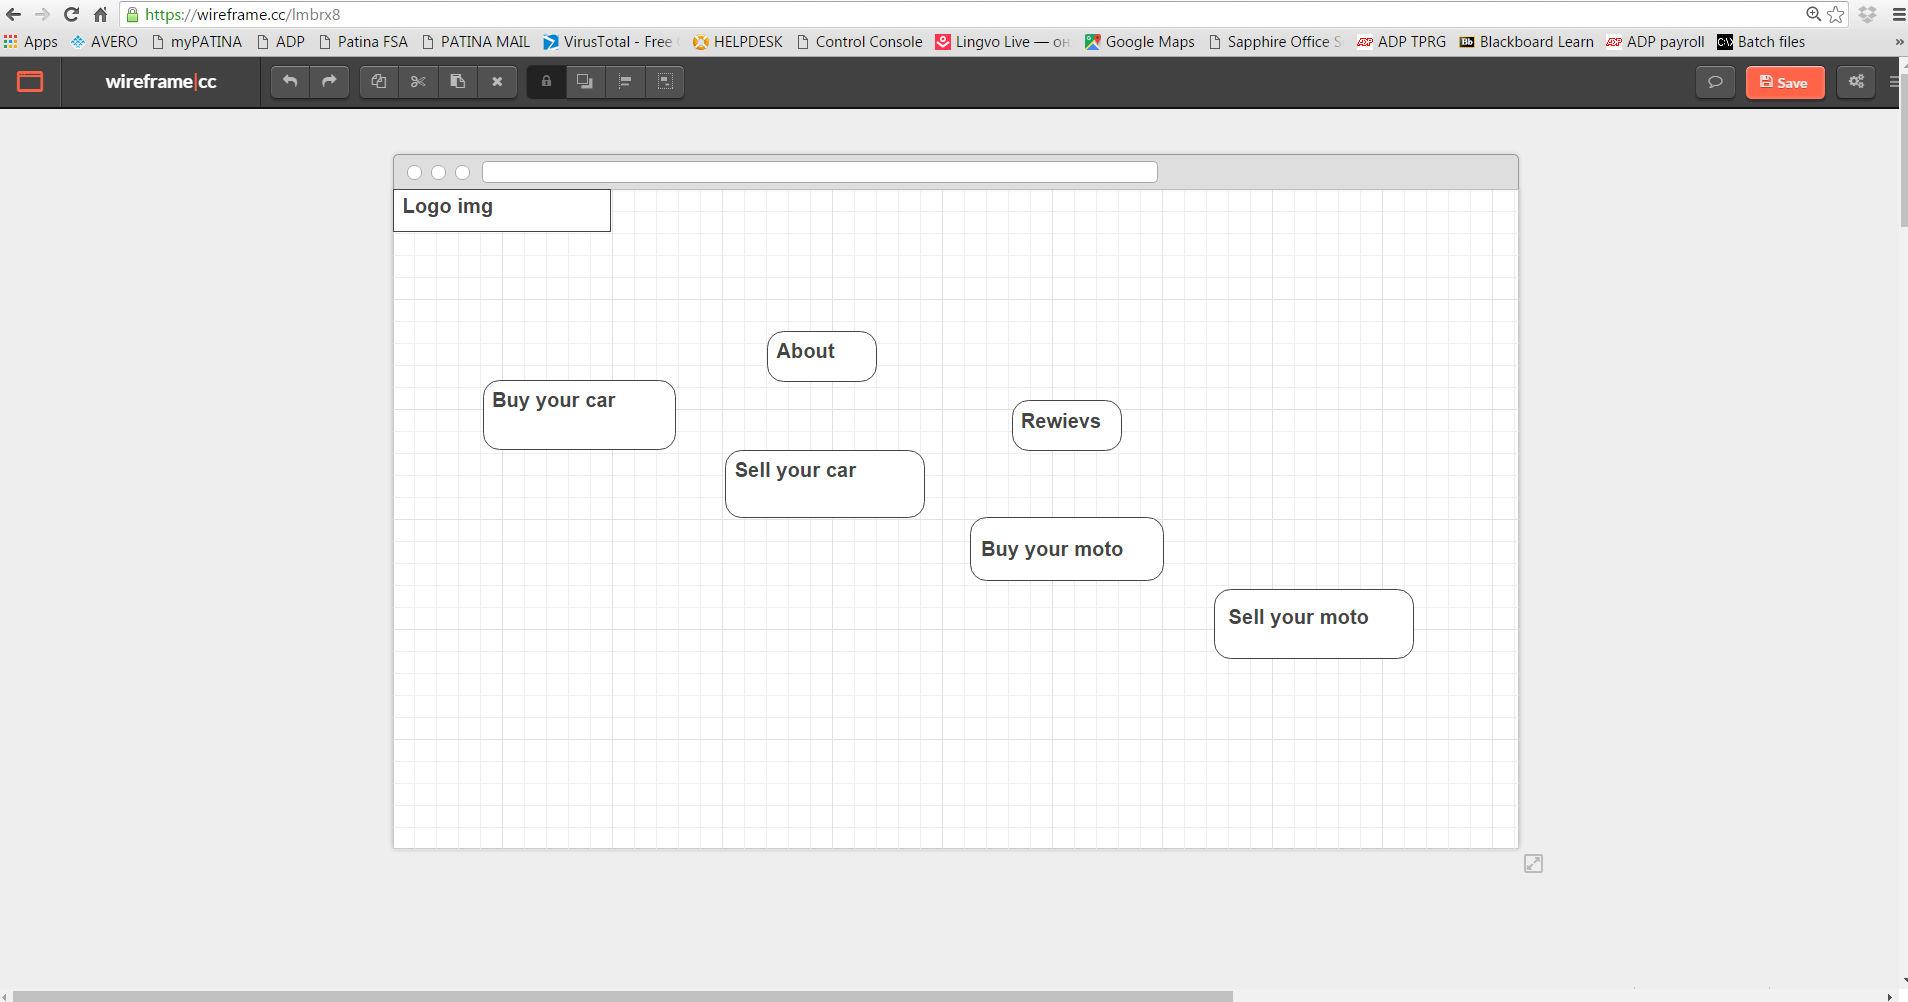 https://wireframe.cc/lmbrx8
Apps AVERO myPATINA ADP Patina FSA PATINA MAIL VirusTotal - Free HELPDESK Control Console Lingvo Live — он Google Maps Sapphire Office S ADP TPRG Bb Blackboard Learn ADP payroll C:\ Batch files »
wireframe|cc Save
Logo img
About
Buy your car
Rewievs
Sell your car
Buy your moto
Sell your moto